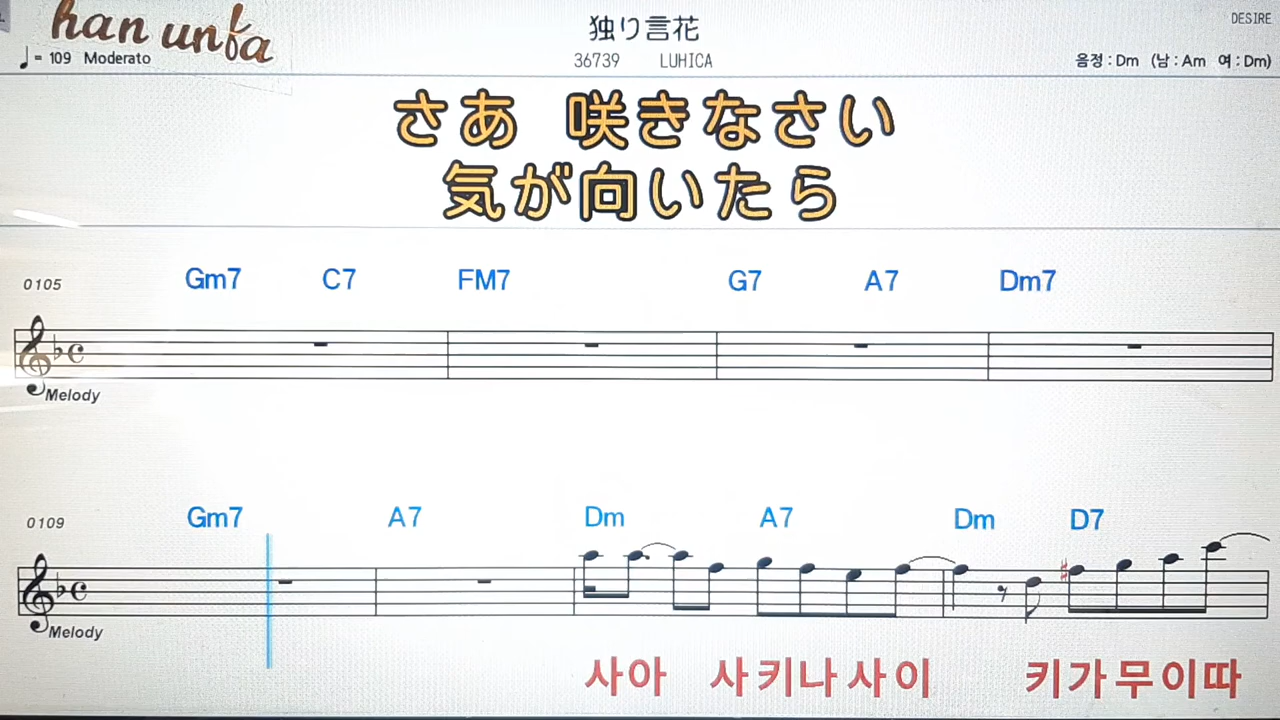 han unfa
独り言花
DESIRE
♩= 109 Moderato
36739 LUHICA
음정 : Dm (남 : Am 여 : Dm)
さあ 咲きなさい
気が向いたら
0105 Gm7 C7 FM7 G7 A7 Dm7
Melody
0109 Gm7 A7 Dm A7 Dm D7
Melody
사아 사키나사이 키가무이따